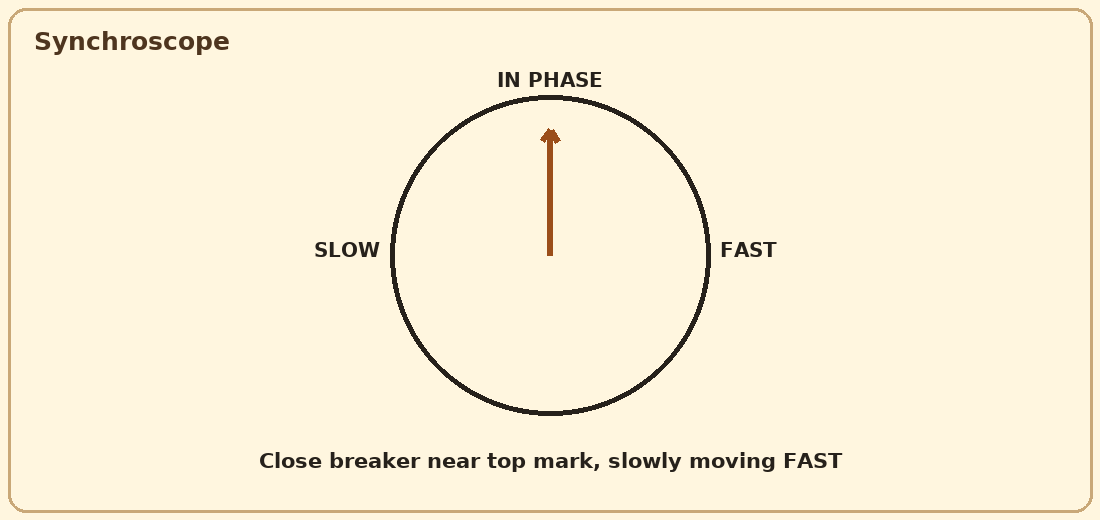 Synchroscope
IN PHASE
SLOW
FAST
Close breaker near top mark, slowly moving FAST